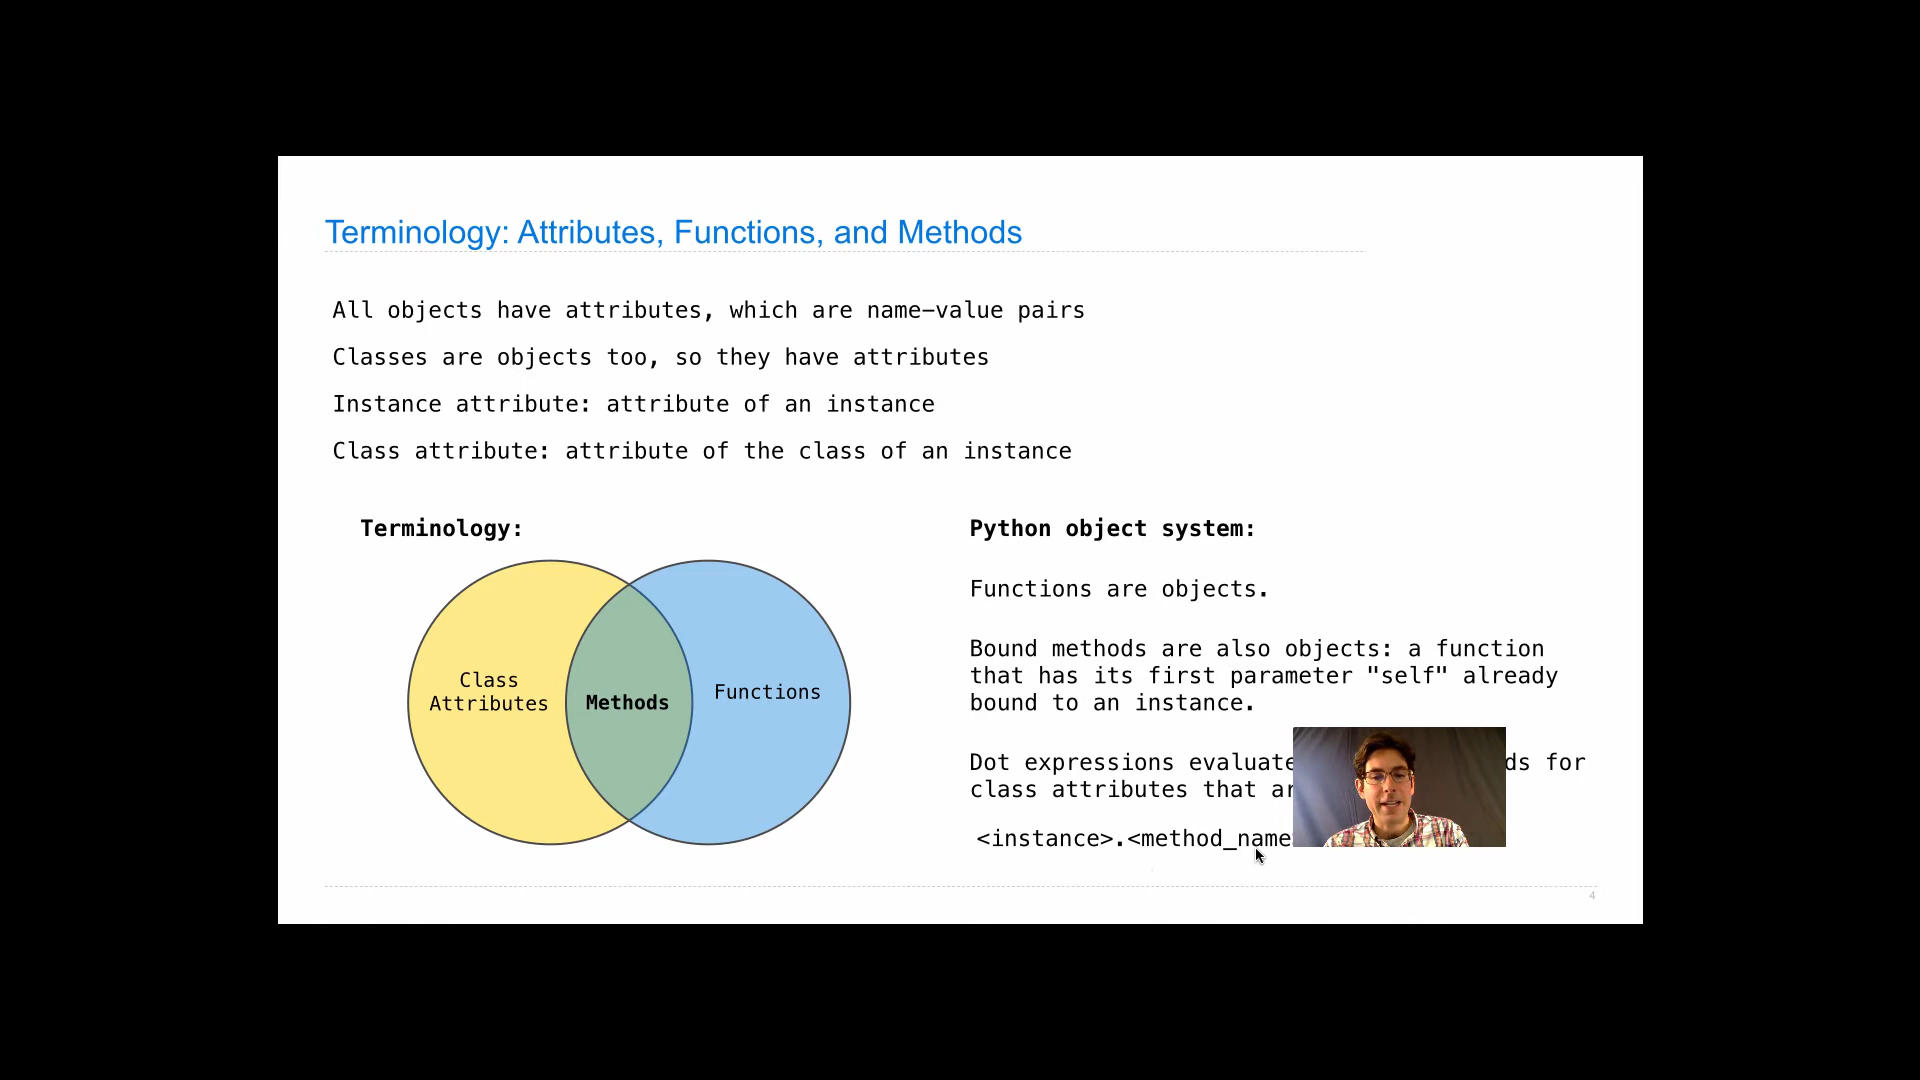 Terminology: Attributes, Functions, and Methods
All objects have attributes, which are name-value pairs
Classes are objects too, so they have attributes
Instance attribute: attribute of an instance
Class attribute: attribute of the class of an instance
Terminology:
Class
Attributes
Methods
Functions
Python object system:
Functions are objects.
Bound methods are also objects: a function
that has its first parameter "self" already
bound to an instance.
Dot expressions evaluate for
class attributes that
<instance>.<method_name
4